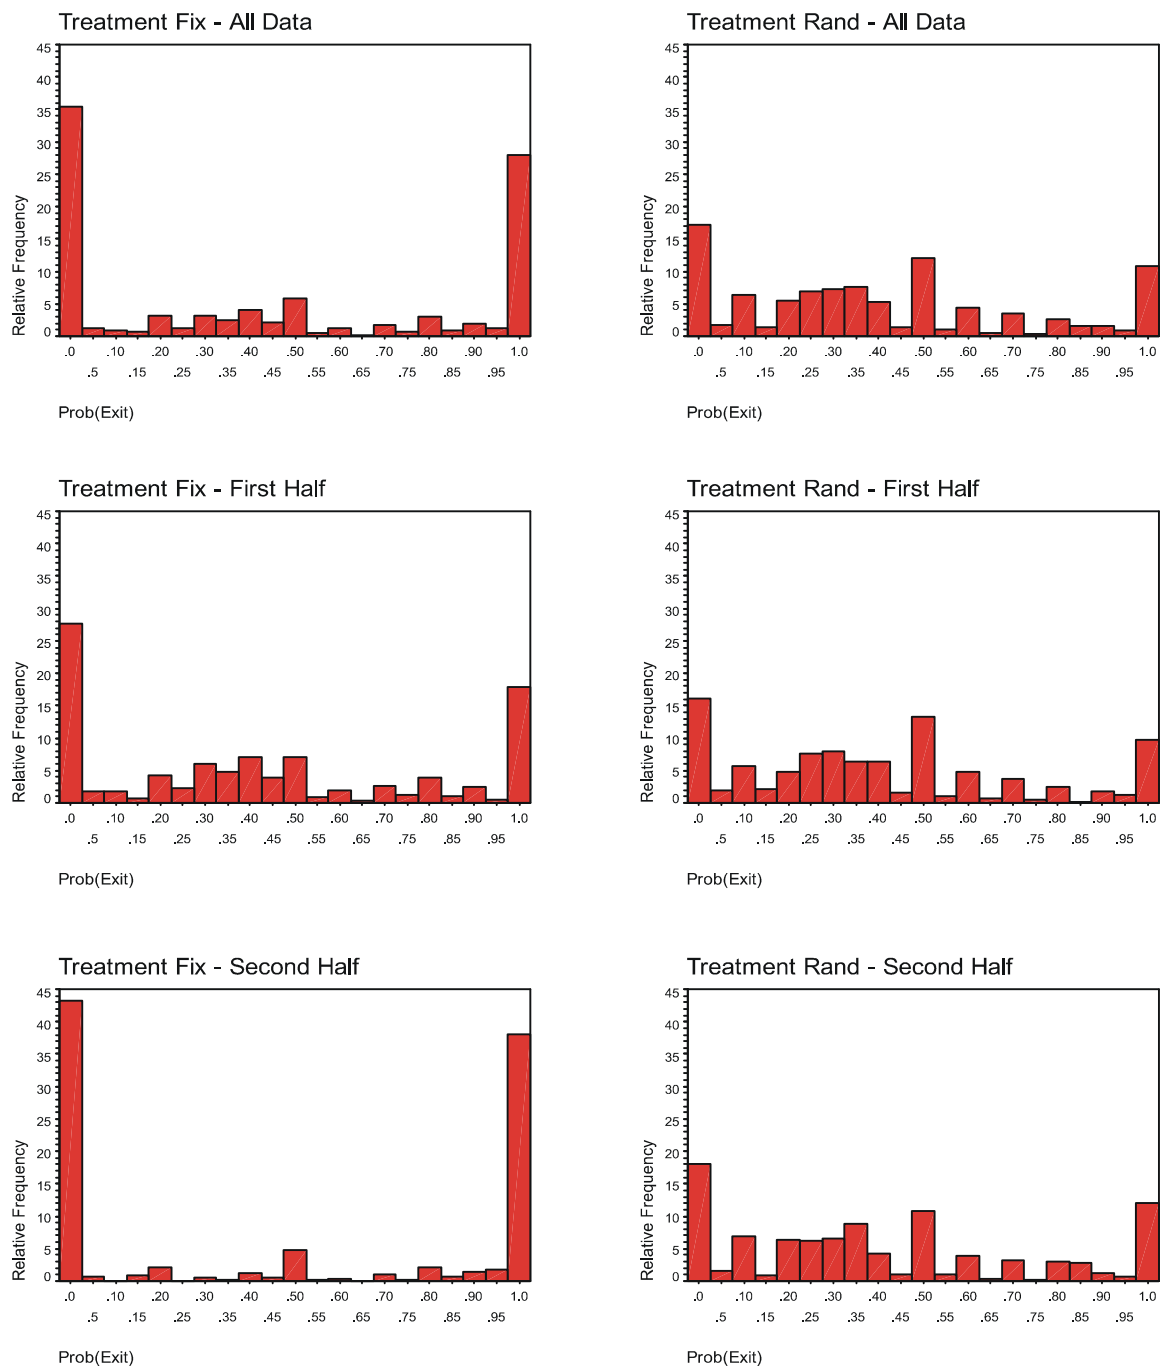 Treatment Fix - All Data
45
40
35
30
25
20
15
10
5
0
Relative Frequency
.0 .10 .20 .30 .40 .50 .60 .70 .80 .90 1.0
.5 .15 .25 .35 .45 .55 .65 .75 .85 .95
Prob(Exit)
Treatment Rand - All Data
45
40
35
30
25
20
15
10
5
0
Relative Frequency
.0 .10 .20 .30 .40 .50 .60 .70 .80 .90 1.0
.5 .15 .25 .35 .45 .55 .65 .75 .85 .95
Prob(Exit)
Treatment Fix - First Half
45
40
35
30
25
20
15
10
5
0
Relative Frequency
.0 .10 .20 .30 .40 .50 .60 .70 .80 .90 1.0
.5 .15 .25 .35 .45 .55 .65 .75 .85 .95
Prob(Exit)
Treatment Rand - First Half
45
40
35
30
25
20
15
10
5
0
Relative Frequency
.0 .10 .20 .30 .40 .50 .60 .70 .80 .90 1.0
.5 .15 .25 .35 .45 .55 .65 .75 .85 .95
Prob(Exit)
Treatment Fix - Second Half
45
40
35
30
25
20
15
10
5
0
Relative Frequency
.0 .10 .20 .30 .40 .50 .60 .70 .80 .90 1.0
.5 .15 .25 .35 .45 .55 .65 .75 .85 .95
Prob(Exit)
Treatment Rand - Second Half
45
40
35
30
25
20
15
10
5
0
Relative Frequency
.0 .10 .20 .30 .40 .50 .60 .70 .80 .90 1.0
.5 .15 .25 .35 .45 .55 .65 .75 .85 .95
Prob(Exit)